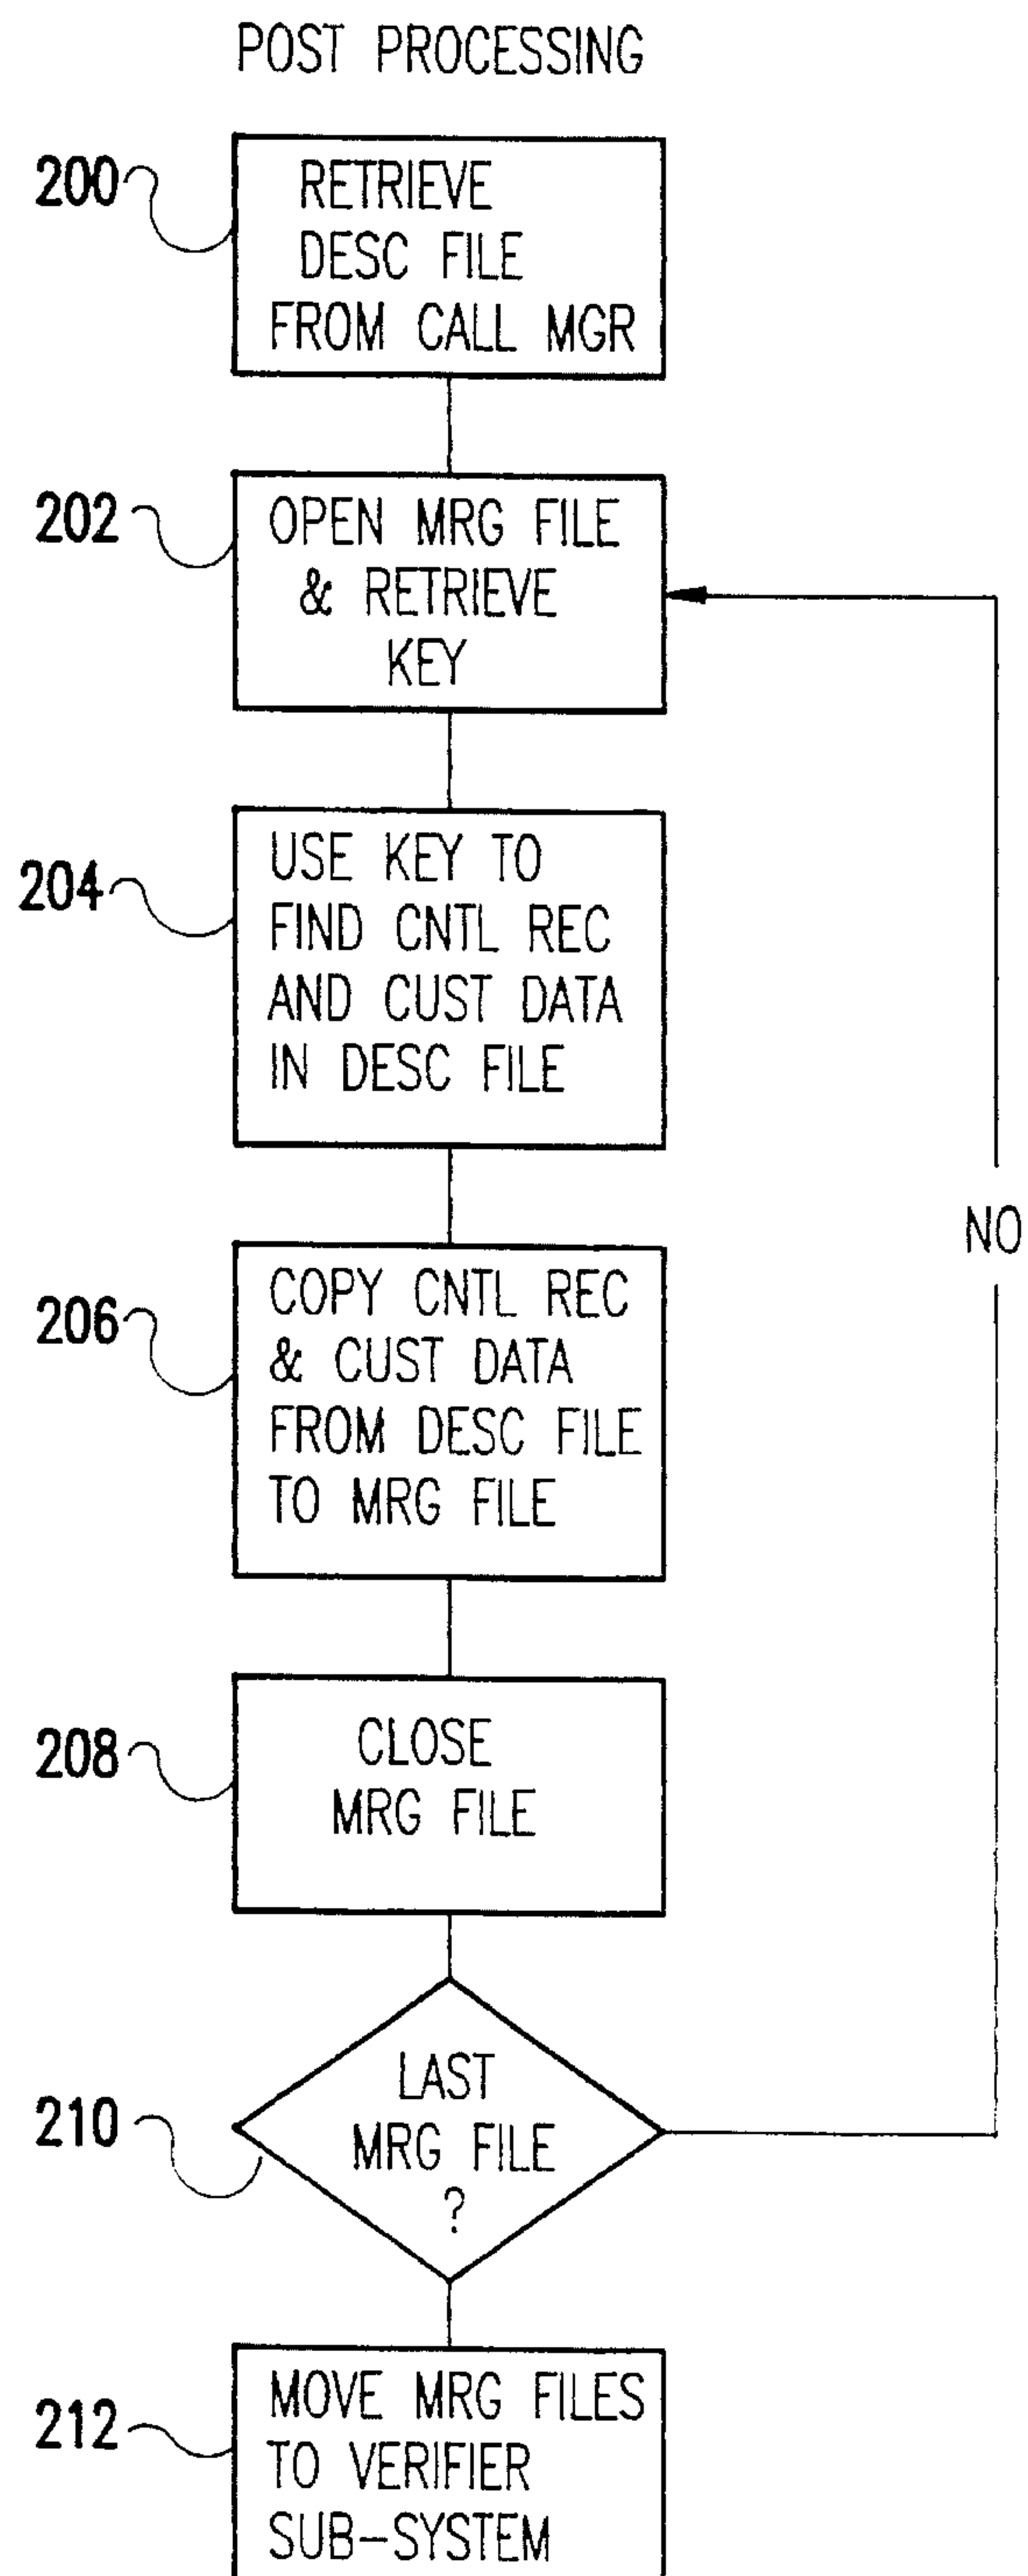 POST PROCESSING
200
RETRIEVE
DESC FILE
FROM CALL MGR
202
OPEN MRG FILE
& RETRIEVE
KEY
204
USE KEY TO
FIND CNTL REC
AND CUST DATA
IN DESC FILE
206
COPY CNTL REC
& CUST DATA
FROM DESC FILE
TO MRG FILE
NO
208
CLOSE
MRG FILE
210
LAST
MRG FILE
?
212
MOVE MRG FILES
TO VERIFIER
SUB-SYSTEM